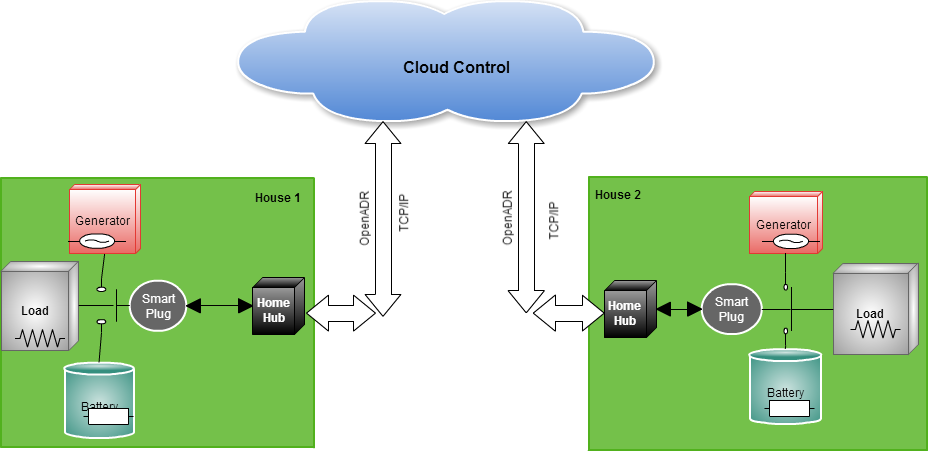 Cloud Control
OpenADR
TCP/IP
OpenADR
TCP/IP
House 1
Generator
Load
Smart
Plug
Home
Hub
Battery
House 2
Generator
Home
Hub
Smart
Plug
Load
Battery